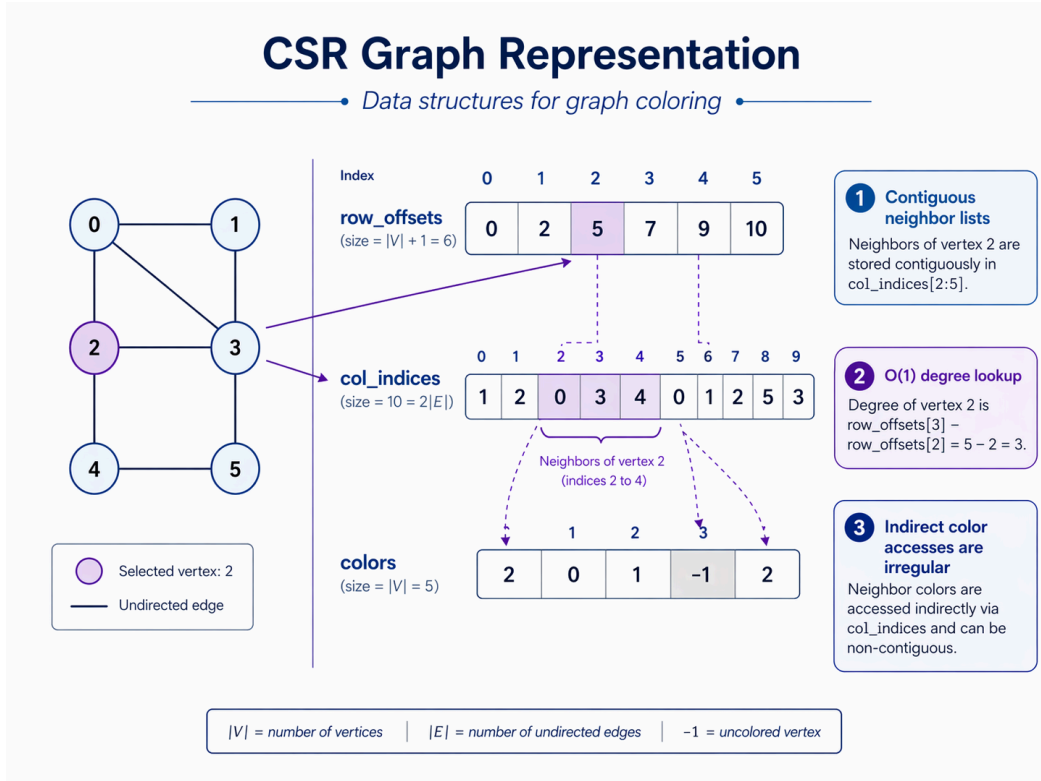 CSR Graph Representation
Data structures for graph coloring
0
1
2
3
4
5
Selected vertex: 2
Undirected edge
Index 0 1 2 3 4 5
row_offsets
(size = |V| + 1 = 6)
0 2 5 7 9 10
0 1 2 3 4 5 6 7 8 9
col_indices
(size = 10 = 2|E|)
1 2 0 3 4 0 1 2 5 3
Neighbors of vertex 2
(indices 2 to 4)
1 2 3
colors
(size = |V| = 5)
2 0 1 −1 2
1 Contiguous
neighbor lists
Neighbors of vertex 2 are
stored contiguously in
col_indices[2:5].
2 O(1) degree lookup
Degree of vertex 2 is
row_offsets[3] −
row_offsets[2] = 5 − 2 = 3.
3 Indirect color
accesses are
irregular
Neighbor colors are
accessed indirectly via
col_indices and can be
non-contiguous.
|V| = number of vertices | |E| = number of undirected edges | −1 = uncolored vertex